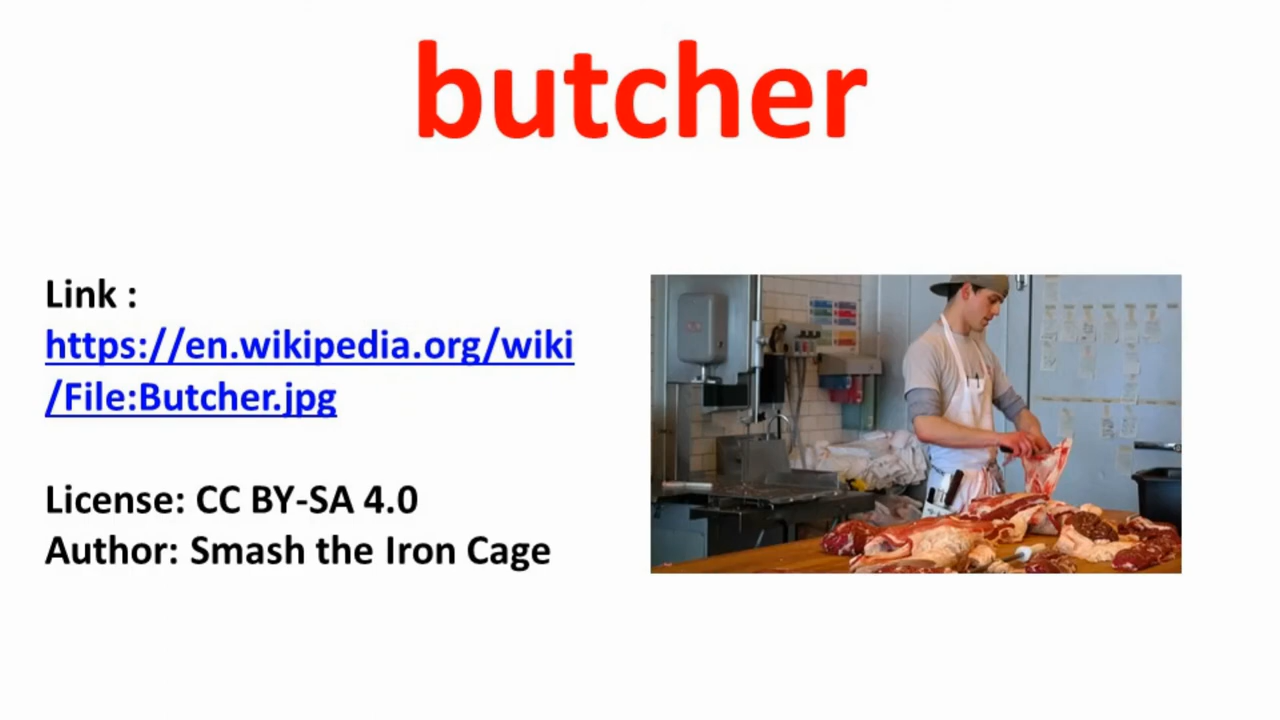 butcher
Link :
https://en.wikipedia.org/wiki
/File:Butcher.jpg
License: CC BY-SA 4.0
Author: Smash the Iron Cage